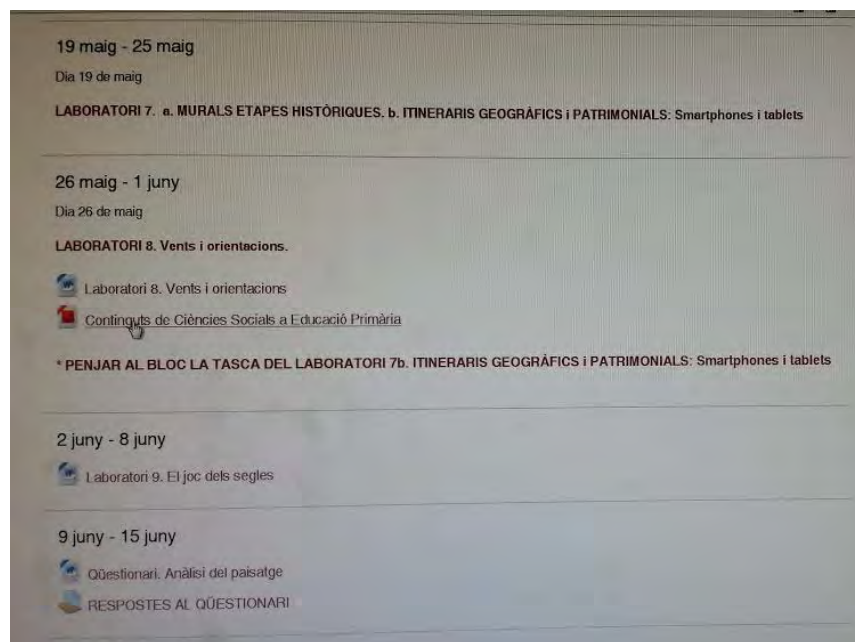 19 maig - 25 maig
Dia 19 de maig
LABORATORI 7. a. MURALS ETAPES HISTÒRIQUES. b. ITINERARIS GEOGRÀFICS i PATRIMONIALS: Smartphones i tablets
26 maig - 1 juny
Dia 26 de maig
LABORATORI 8. Vents i orientacions.
Laboratori 8. Vents i orientacions
Continguts de Ciències Socials a Educació Primària
* PENJAR AL BLOC LA TASCA DEL LABORATORI 7b. ITINERARIS GEOGRÀFICS i PATRIMONIALS: Smartphones i tablets
2 juny - 8 juny
Laboratori 9. El joc dels segles
9 juny - 15 juny
Qüestionari. Anàlisi del paisatge
RESPOSTES AL QÜESTIONARI